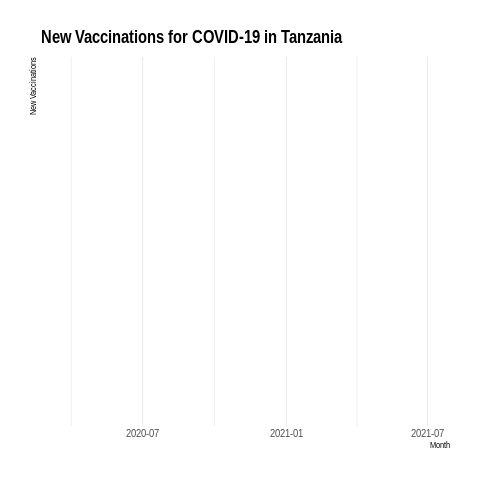 New Vaccinations for COVID-19 in Tanzania
New Vaccinations
2020-07 2021-01 2021-07
Month